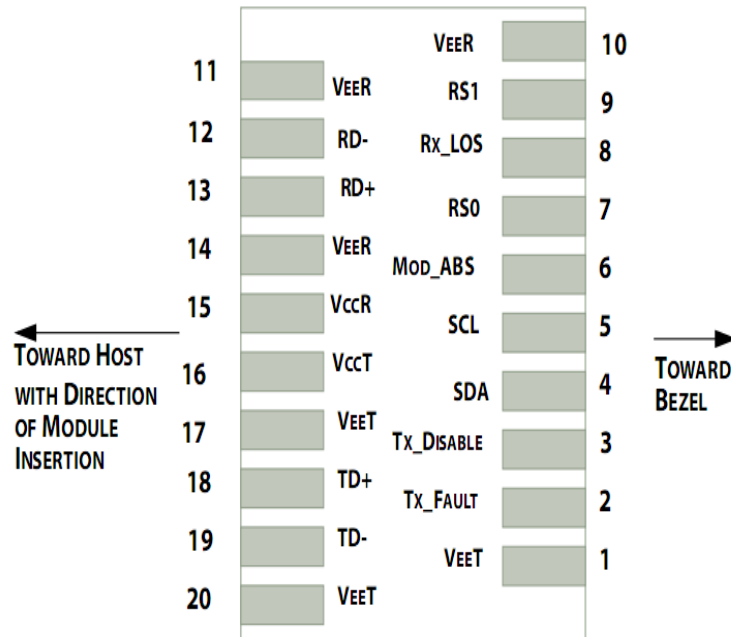 11 VEER
12 RD-
13 RD+
14 VEER
15 VCCR
16 VCCT
17 VEET
18 TD+
19 TD-
20 VEET
VEER 10
RS1 9
RX_LOS 8
RS0 7
MOD_ABS 6
SCL 5
SDA 4
TX_DISABLE 3
TX_FAULT 2
VEET 1
TOWARD HOST
WITH DIRECTION
OF MODULE
INSERTION
TOWARD
BEZEL